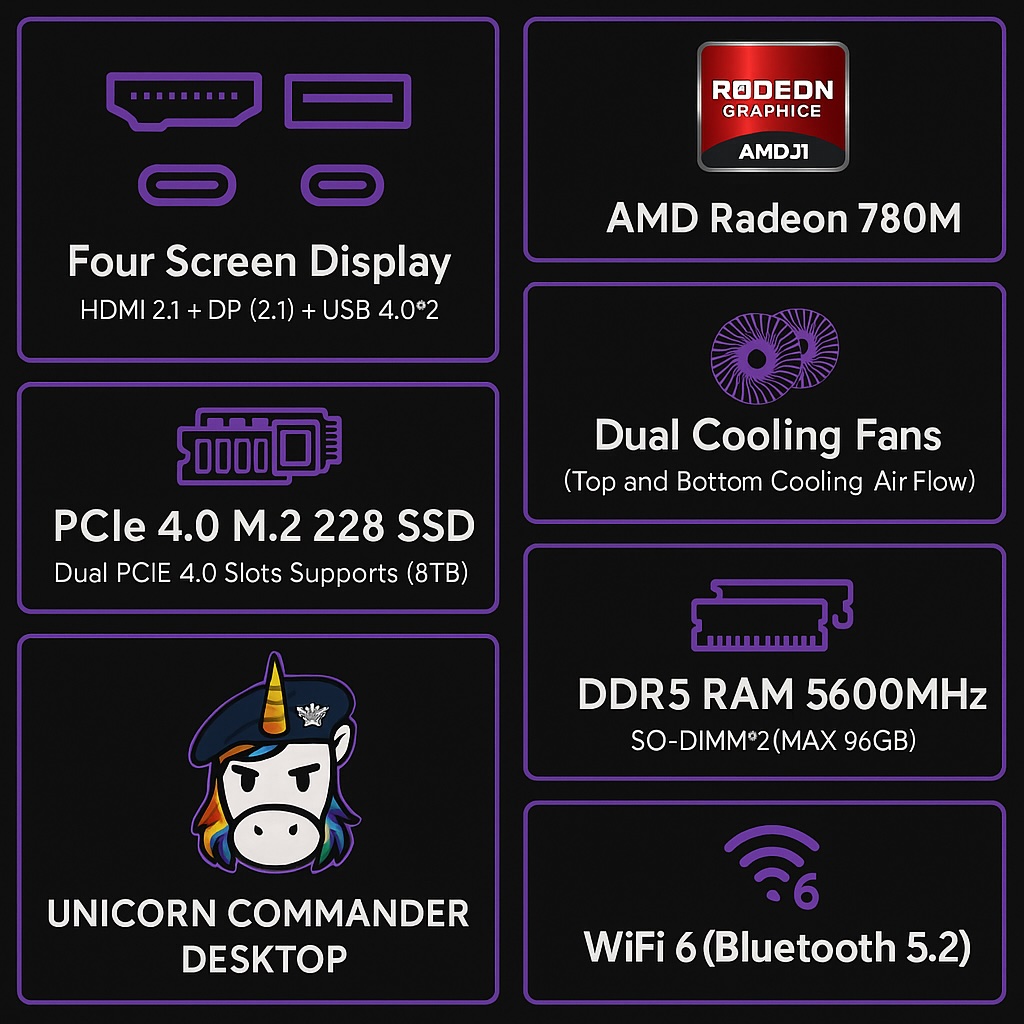 Four Screen Display
HDMI 2.1 + DP (2.1) + USB 4.0*2
RODEON
GRAPHICE
AMDJ1
AMD Radeon 780M
Dual Cooling Fans
(Top and Bottom Cooling Air Flow)
PCIe 4.0 M.2 228 SSD
Dual PCIE 4.0 Slots Supports (8TB)
DDR5 RAM 5600MHz
SO-DIMM*2(MAX 96GB)
UNICORN COMMANDER
DESKTOP
6
WiFi 6 (Bluetooth 5.2)